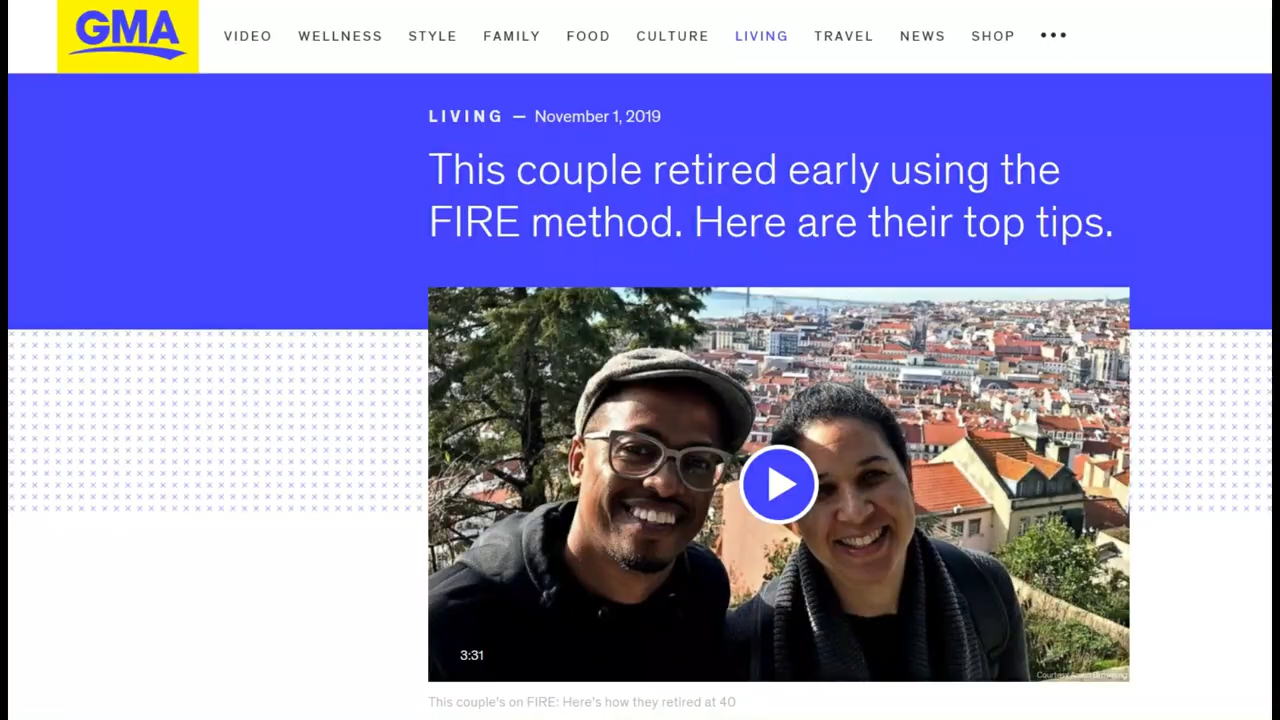 GMA
VIDEO WELLNESS STYLE FAMILY FOOD CULTURE LIVING TRAVEL NEWS SHOP
LIVING — November 1, 2019
This couple retired early using the
FIRE method. Here are their top tips.
3:31
This couple's on FIRE: Here's how they retired at 40